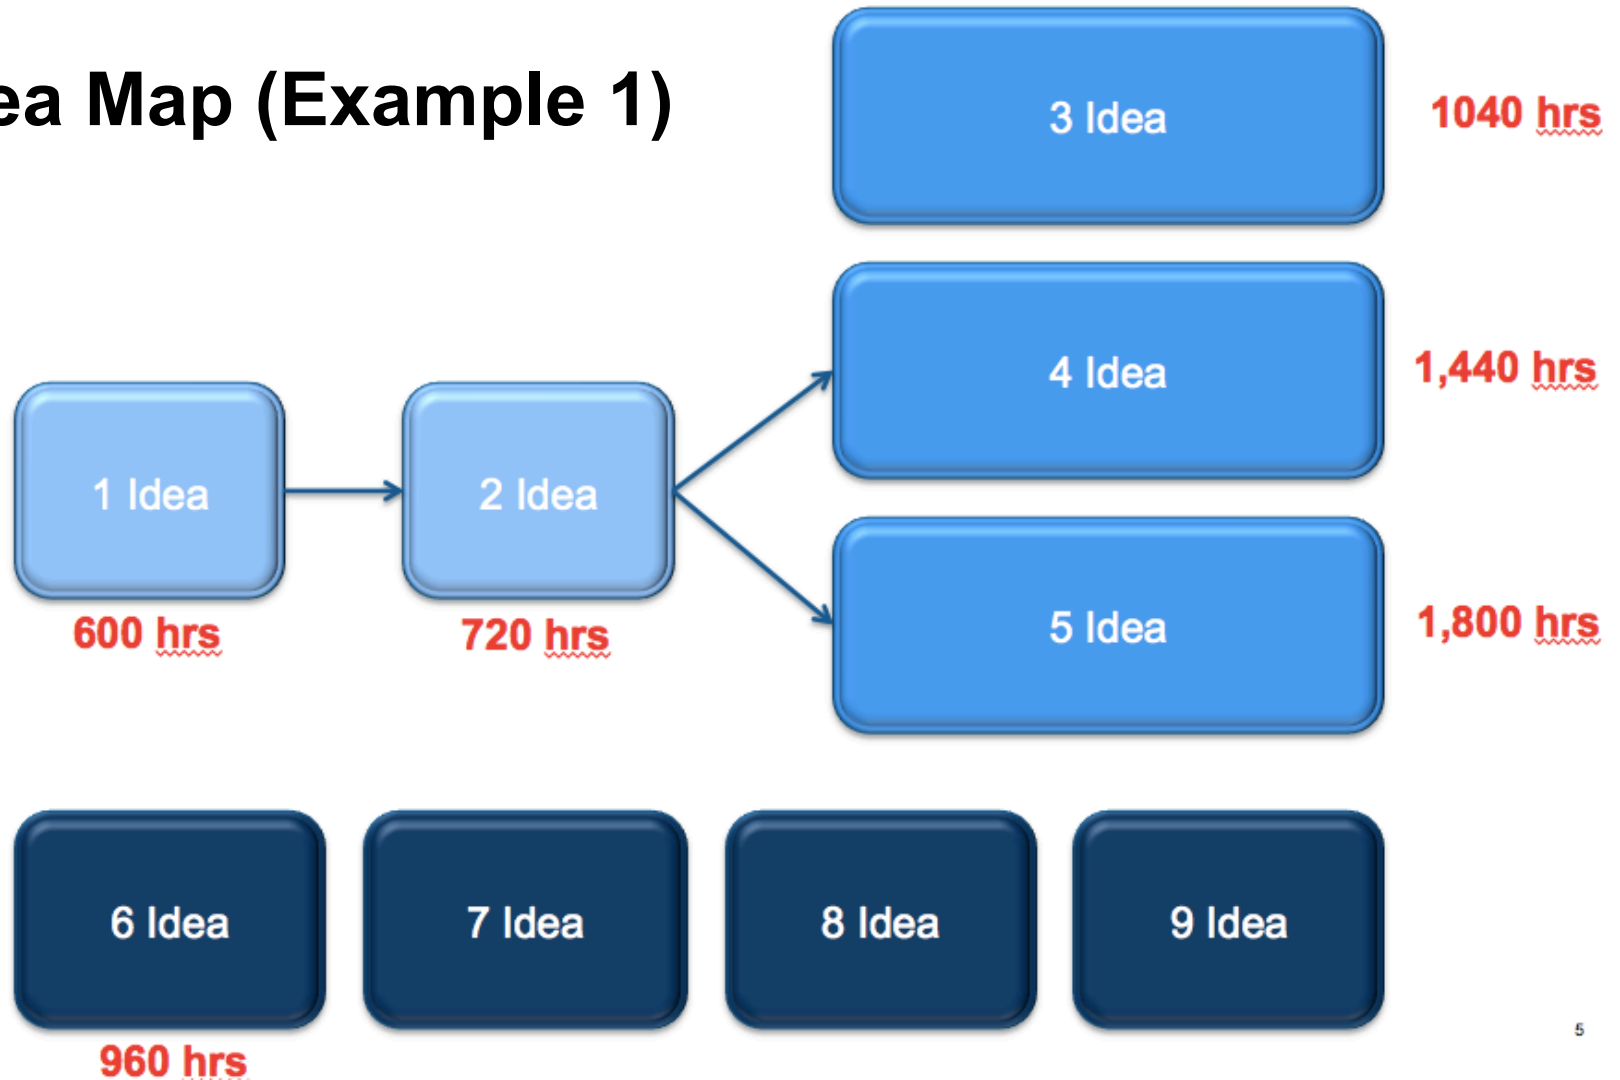 ea Map (Example 1)
3 Idea
1040 hrs
4 Idea
1,440 hrs
1 Idea
2 Idea
600 hrs
720 hrs
5 Idea
1,800 hrs
6 Idea
7 Idea
8 Idea
9 Idea
960 hrs
5